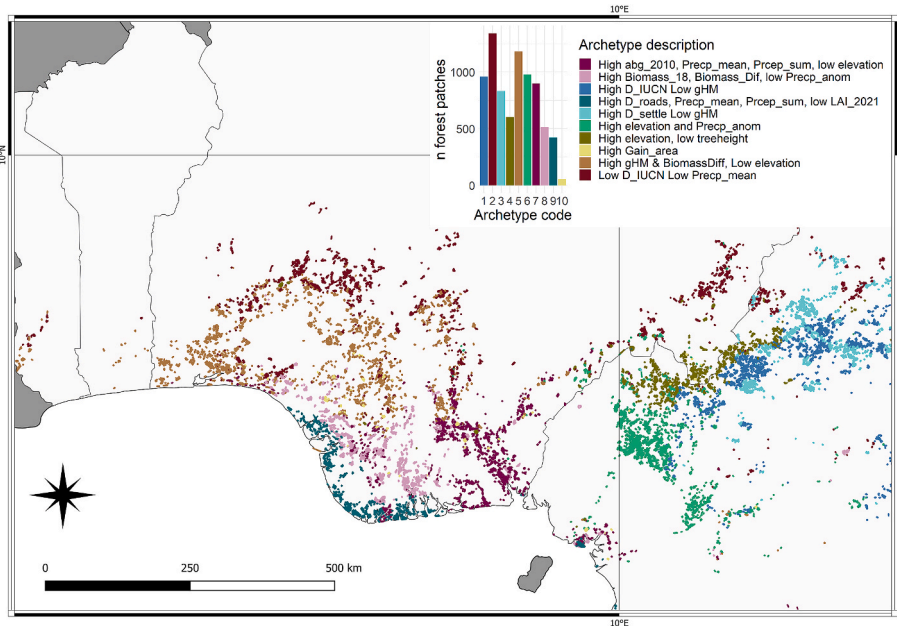 10°E
10°N
n forest patches
1000
500
0
1 2 3 4 5 6 7 8 910
Archetype code
Archetype description
High abg_2010, Precp_mean, Prcep_sum, low elevation
High Biomass_18, Biomass_Dif, low Precp_anom
High D_IUCN Low gHM
High D_roads, Precp_mean, Prcep_sum, low LAI_2021
High D_settle Low gHM
High elevation and Precp_anom
High elevation, low treeheight
High Gain_area
High gHM & BiomassDiff, Low elevation
Low D_IUCN Low Precp_mean
0 250 500 km
10°E